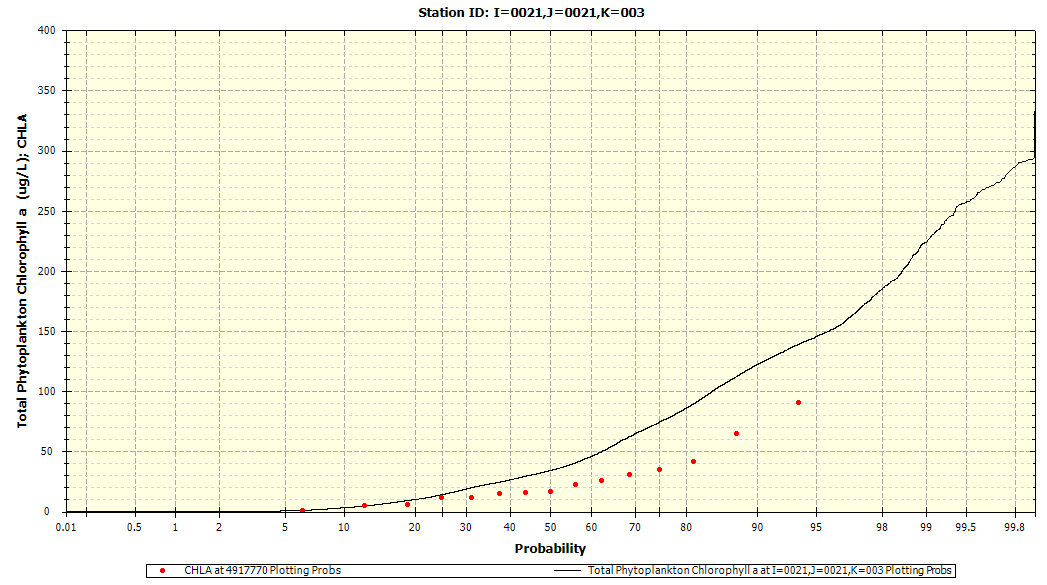 Station ID: I=0021,J=0021,K=003
Total Phytoplankton Chlorophyll a (ug/L); CHLA
400
350
300
250
200
150
100
50
0
0.01 0.5 1 2 5 10 20 30 40 50 60 70 80 90 95 98 99 99.5 99.8
Probability
CHLA at 4917770 Plotting Probs Total Phytoplankton Chlorophyll a at I=0021,J=0021,K=003 Plotting Probs